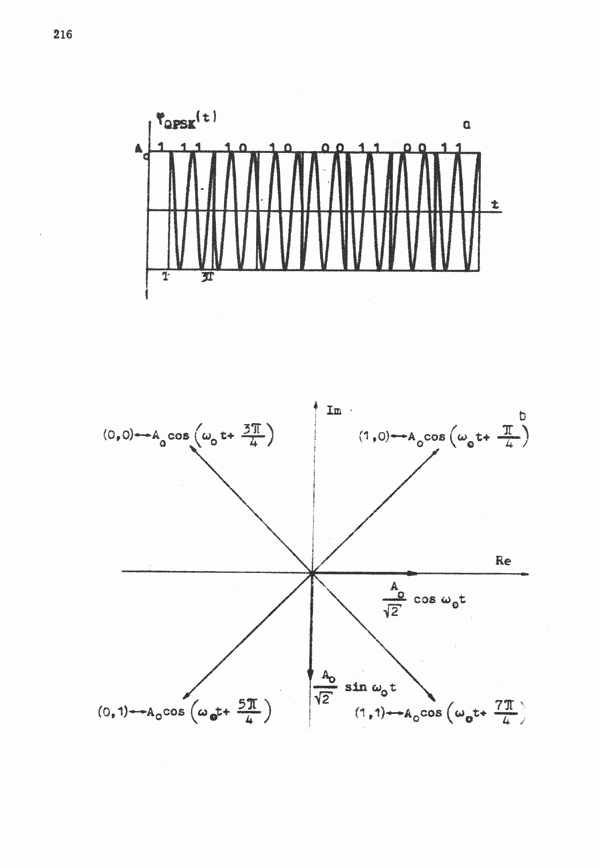 216
φQPSK(t)
a
A₀ 1 1 1 1 0 1 0 0 0 1 1 0 0 1 1
t
T 3T
Im
b
(0,0)↔A₀cos(ω₀t+ 3π/4)
(1,0)↔A₀cos(ω₀t+ π/4)
Re
A₀/√2 cos ω₀t
A₀/√2 sin ω₀t
(0,1)↔A₀cos(ω₀t+ 5π/4)
(1,1)↔A₀cos(ω₀t+ 7π/4)